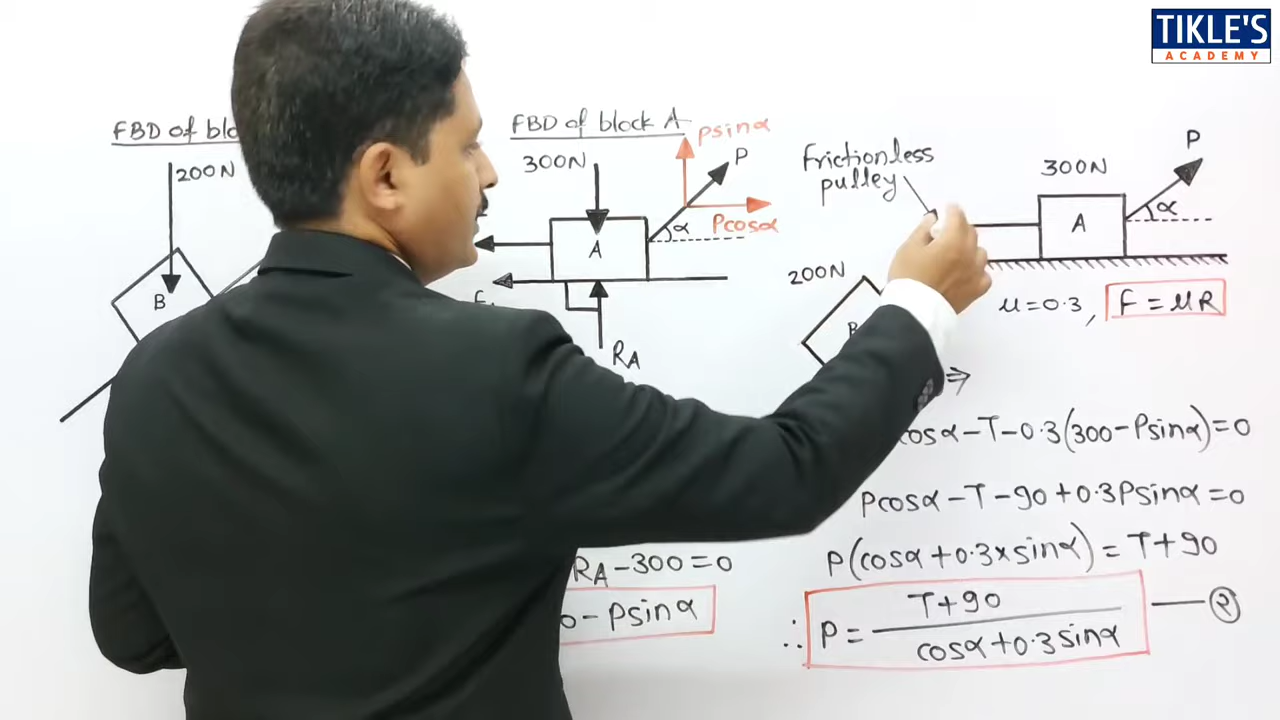 TIKLE'S
ACADEMY
FBD of
200N
B
FBD of block A
300N
Psinα
P
Pcosα
α
A
RA
RA-300=0
-Psinα
Frictionless
pulley
300N
P
A
α
200N
μ=0.3, F=μR
⇒
cosα-T-0.3(300-Psinα)=0
Pcosα-T-90+0.3Psinα=0
P(cosα+0.3×sinα)=T+90
∴ P = T+90 / cosα+0.3sinα — ②